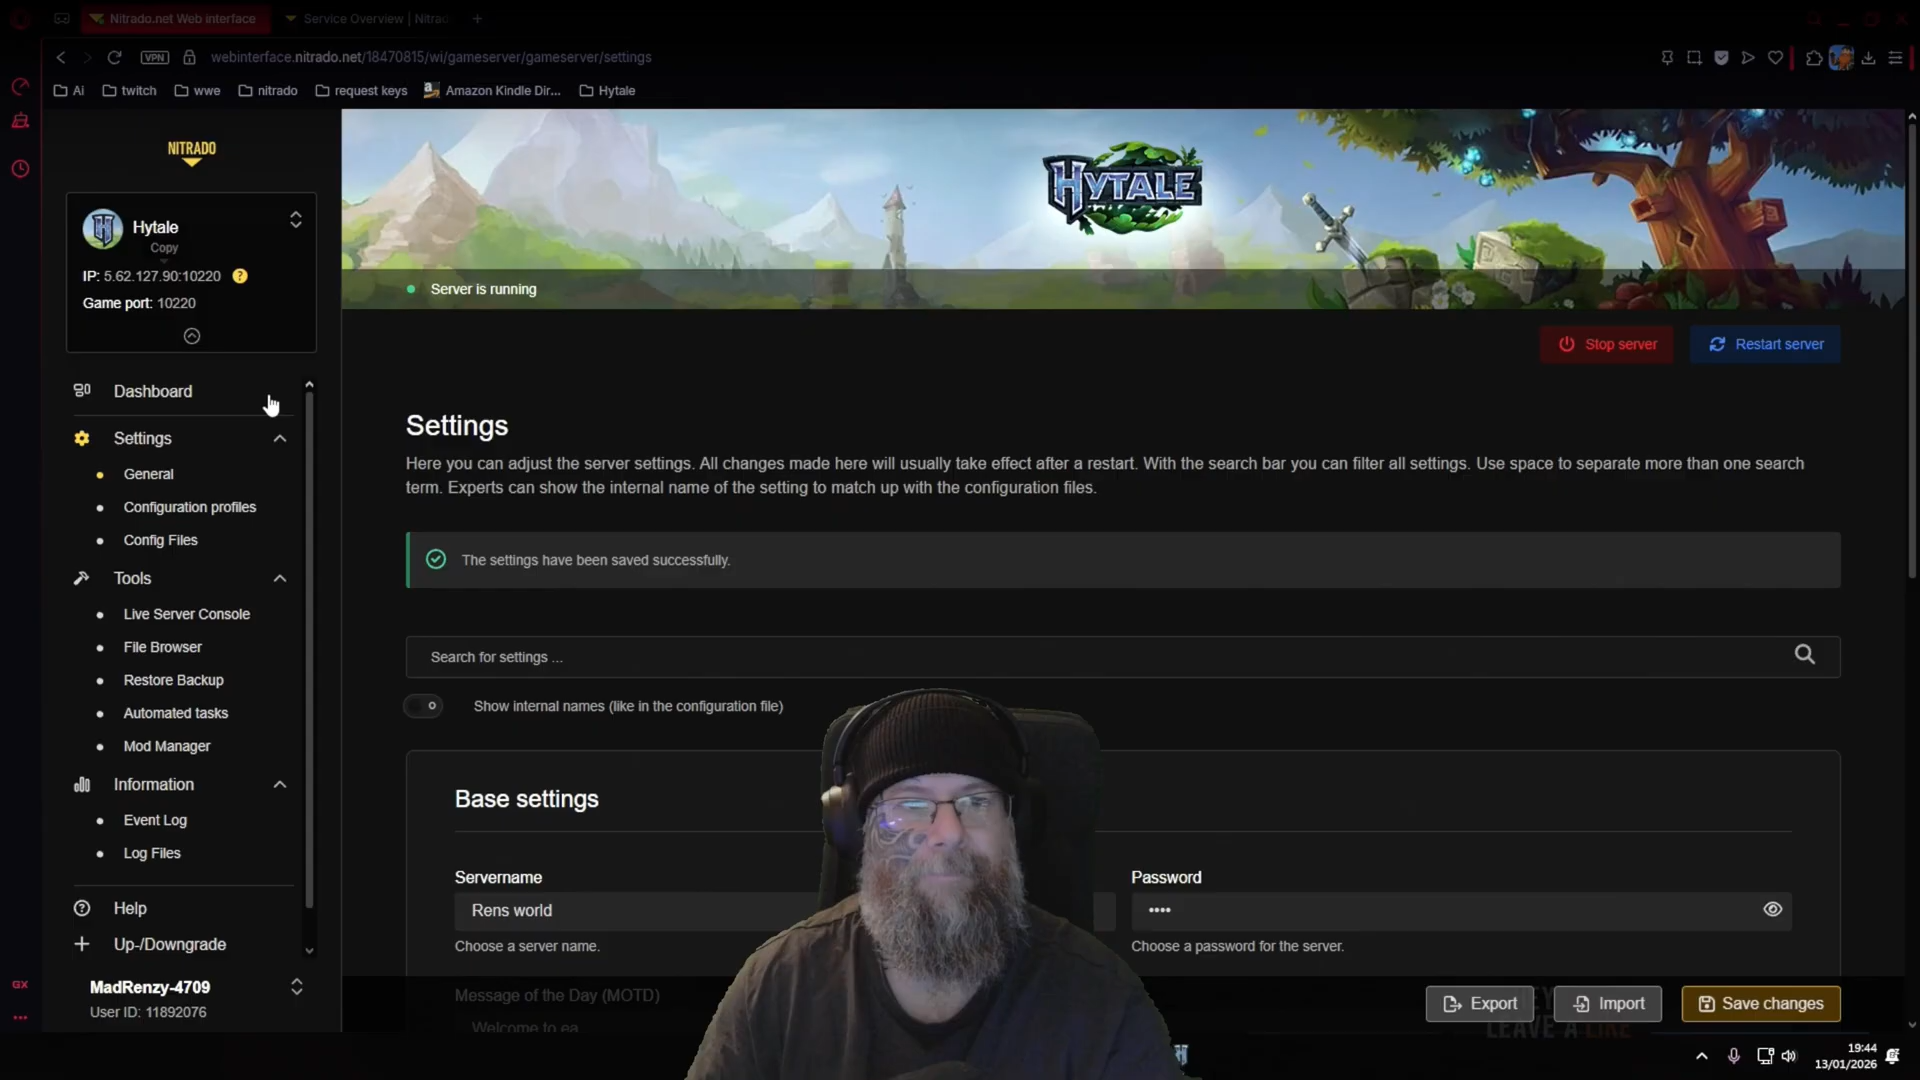 Nitrado.net Web interface
Service Overview | Nitrad
VPN
webinterface.nitrado.net/18470815/wi/gameserver/gameserver/settings
Ai
twitch
wwe
nitrado
request keys
Amazon Kindle Dir...
Hytale
NITRADO
Hytale
Copy
IP: 5.62.127.90:10220
?
Game port: 10220
HYTALE
Server is running
Stop server
Restart server
Dashboard
Settings
General
Configuration profiles
Config Files
Tools
Live Server Console
File Browser
Restore Backup
Automated tasks
Mod Manager
Information
Event Log
Log Files
Help
Up-/Downgrade
MadRenzy-4709
User ID: 11892076
Settings
Here you can adjust the server settings. All changes made here will usually take effect after a restart. With the search bar you can filter all settings. Use space to separate more than one search
term. Experts can show the internal name of the setting to match up with the configuration files.
The settings have been saved successfully.
Search for settings ...
Show internal names (like in the configuration file)
Base settings
Servername
Rens world
Choose a server name.
Password
••••
Choose a password for the server.
Message of the Day (MOTD)
Welcome to ea
Export
Import
Save changes
LEAVE A LIKE
GX
19:44
13/01/2026